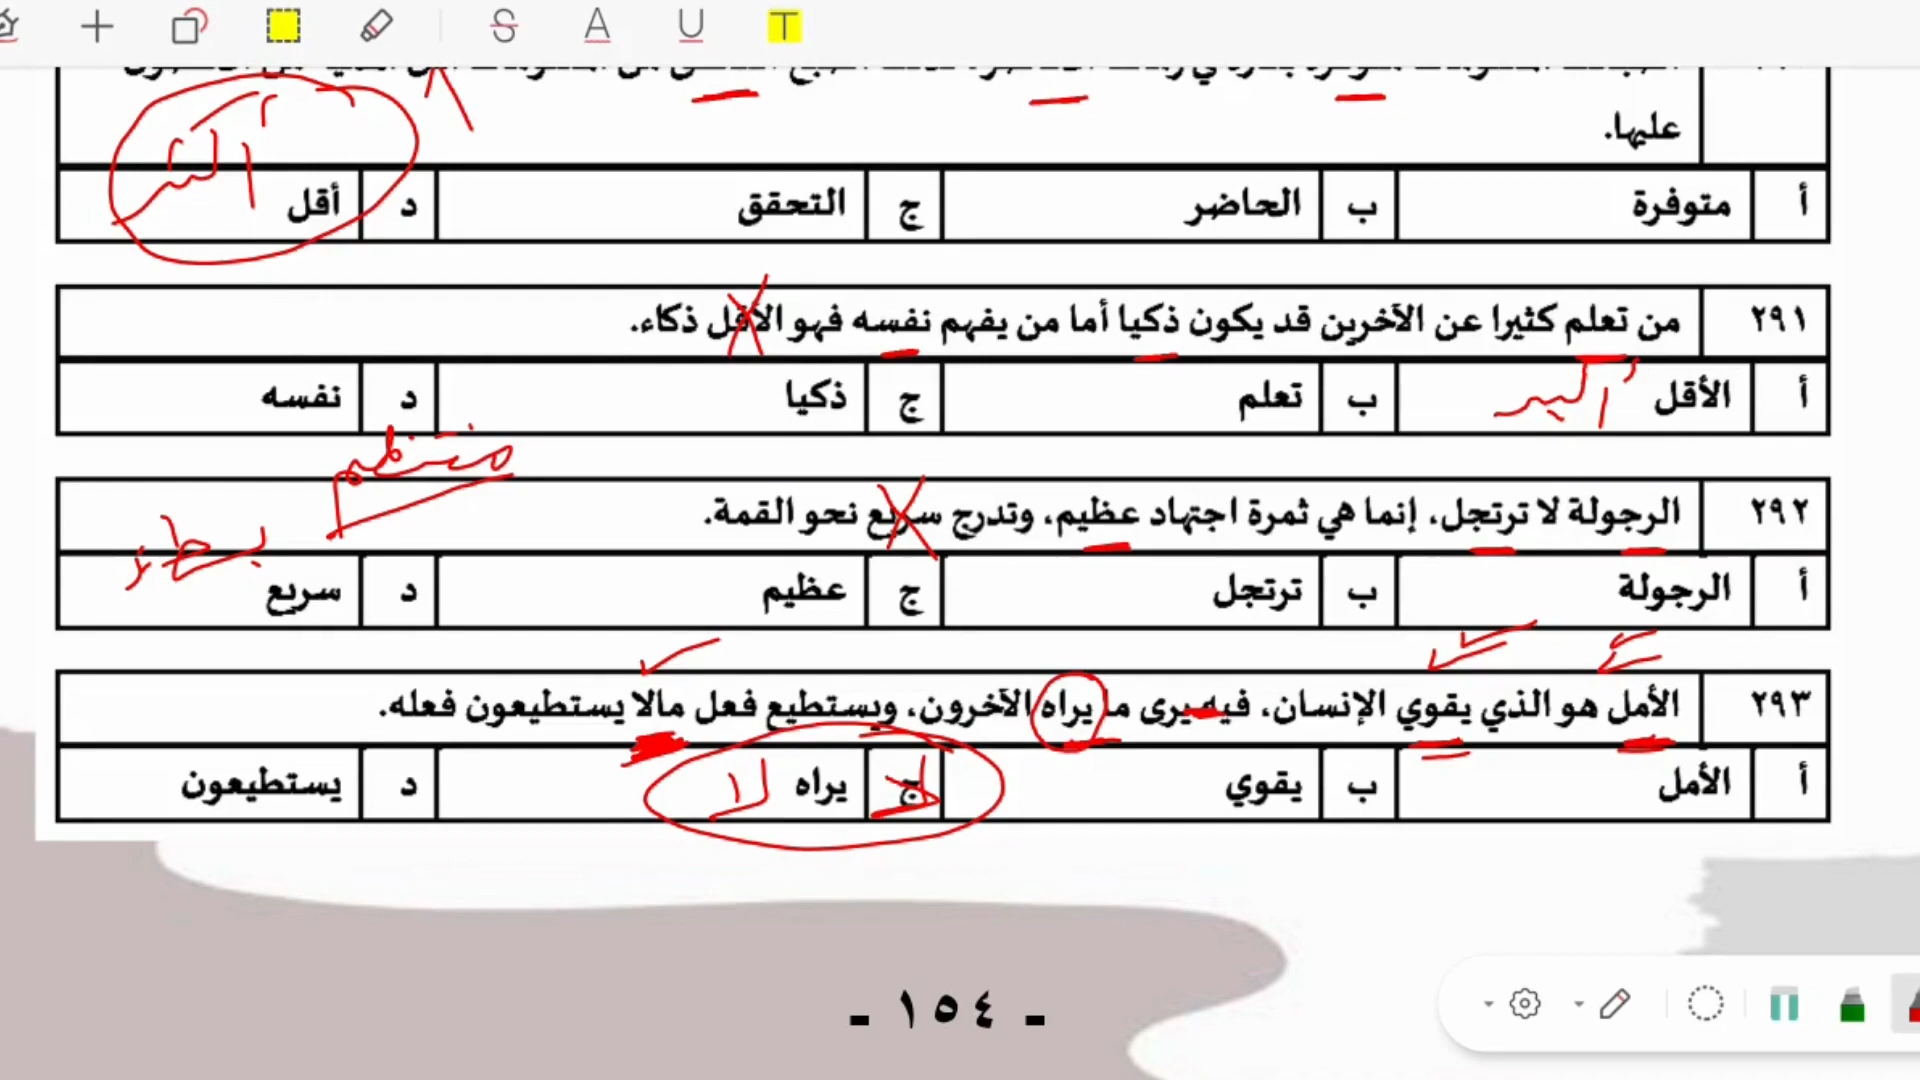 عليها.
أ متوفرة ب الحاضر ج التحقق د أقل
أكثر
٢٩١ من تعلم كثيرا عن الآخرين قد يكون ذكيا أما من يفهم نفسه فهو الأقل ذكاء.
أ الأقل ب تعلم ج ذكيا د نفسه
منتظم
٢٩٢ الرجولة لا ترتجل، إنما هي ثمرة اجتهاد عظيم، وتدرج سريع نحو القمة.
بطيء
أ الرجولة ب ترتجل ج عظيم د سريع
٢٩٣ الأمل هو الذي يقوي الإنسان، فيه يرى ما يراه الآخرون، ويستطيع فعل مالا يستطيعون فعله.
أ الأمل ب يقوي ج يراه د يستطيعون
لا
- ١٥٤ -